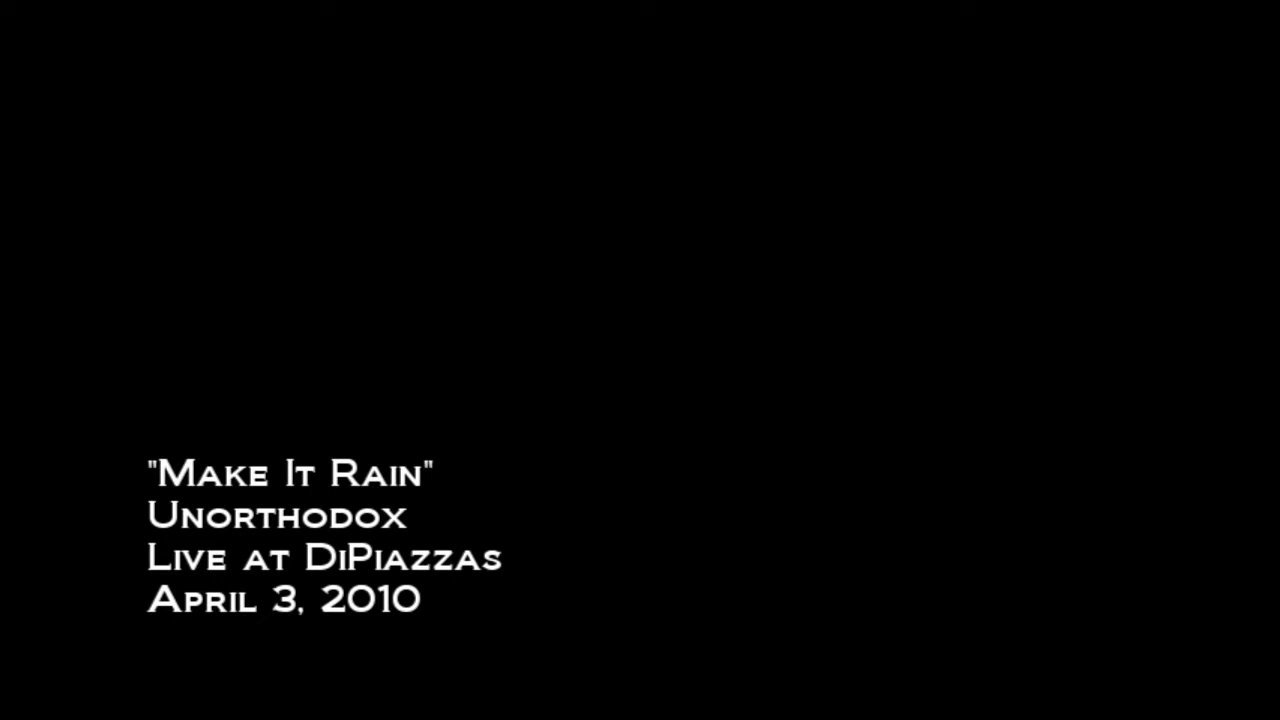 "Make It Rain"
Unorthodox
Live at DiPiazzas
April 3, 2010